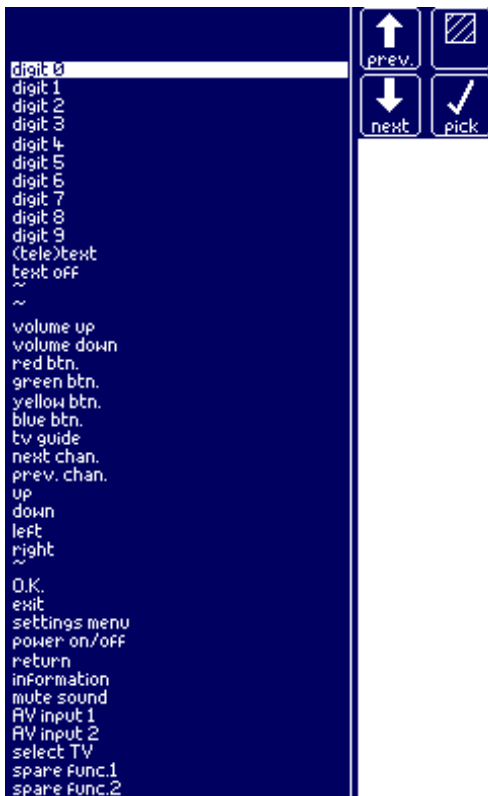 digit 0
digit 1
digit 2
digit 3
digit 4
digit 5
digit 6
digit 7
digit 8
digit 9
(tele)text
text off
~
~
volume up
volume down
red btn.
green btn.
yellow btn.
blue btn.
tv guide
next chan.
prev. chan.
up
down
left
right
~
O.K.
exit
settings menu
power on/off
return
information
mute sound
AV input 1
AV input 2
select TV
spare func.1
spare func.2
prev.
next
pick